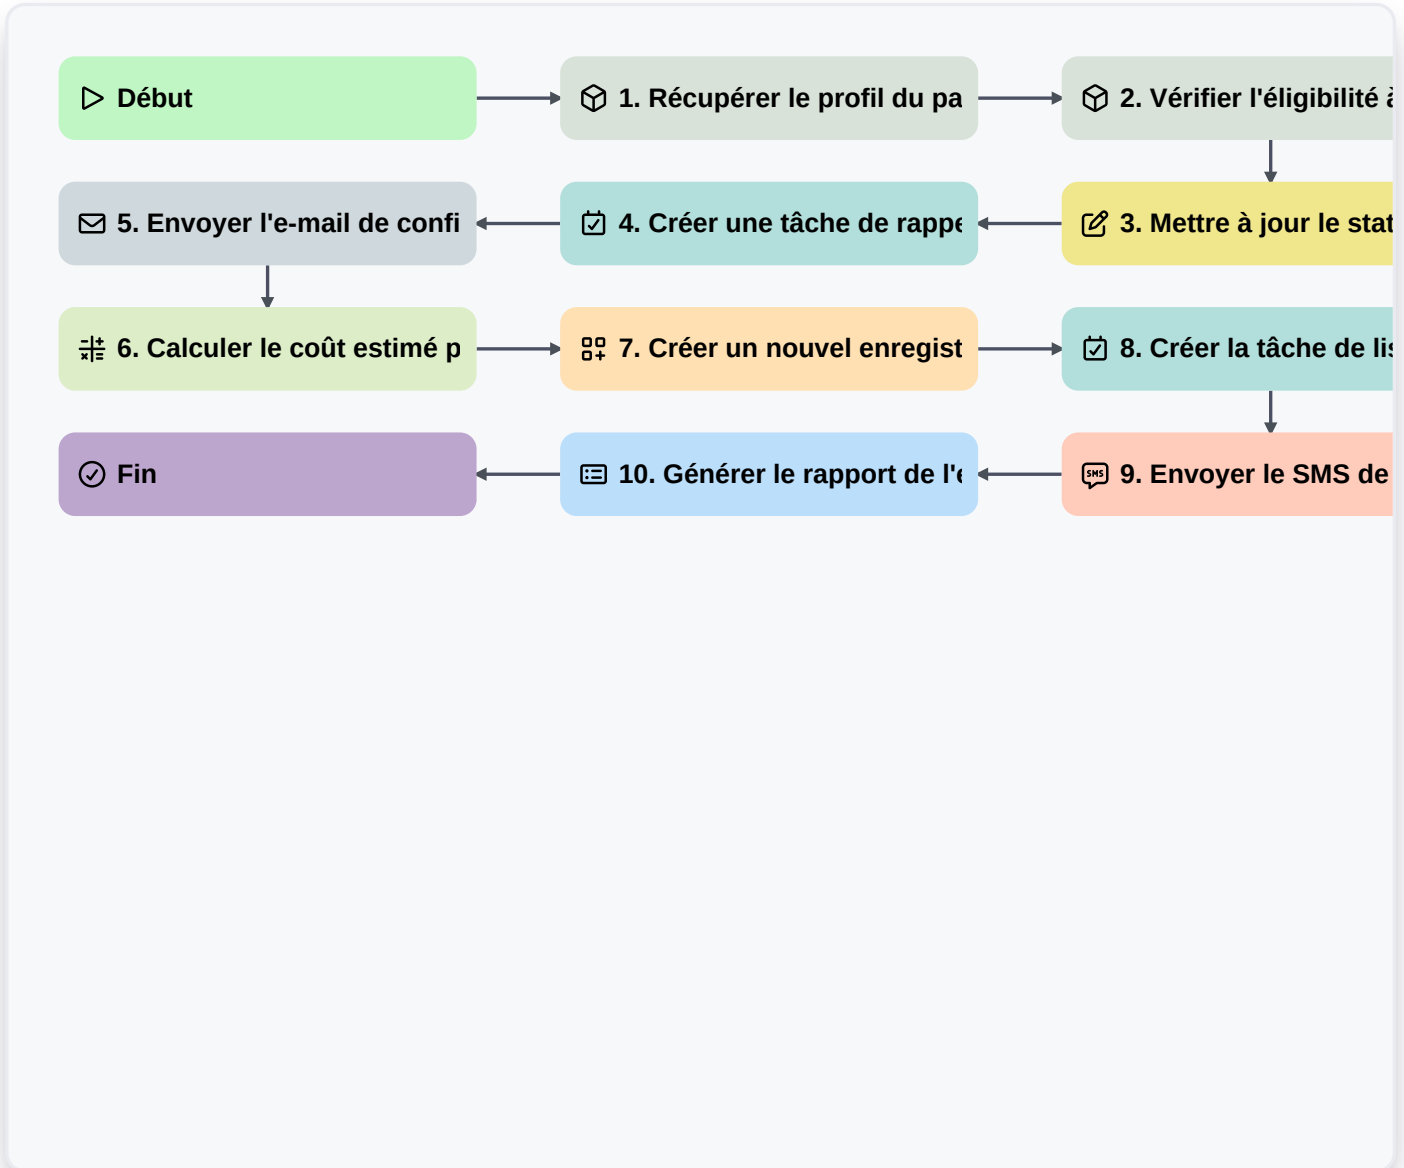 Début
1. Récupérer le profil du pa
2. Vérifier l'éligibilité à
3. Mettre à jour le stat
4. Créer une tâche de rappe
5. Envoyer l'e-mail de confi
6. Calculer le coût estimé p
7. Créer un nouvel enregist
8. Créer la tâche de lis
9. Envoyer le SMS de
10. Générer le rapport de l'é
Fin